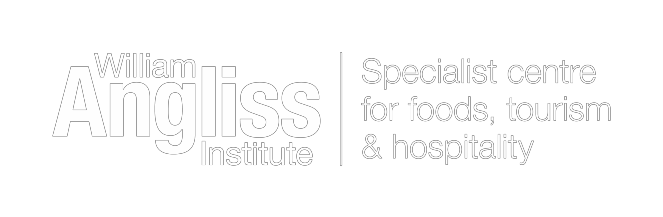 William
Angliss
Institute
Specialist centre
for foods, tourism
& hospitality